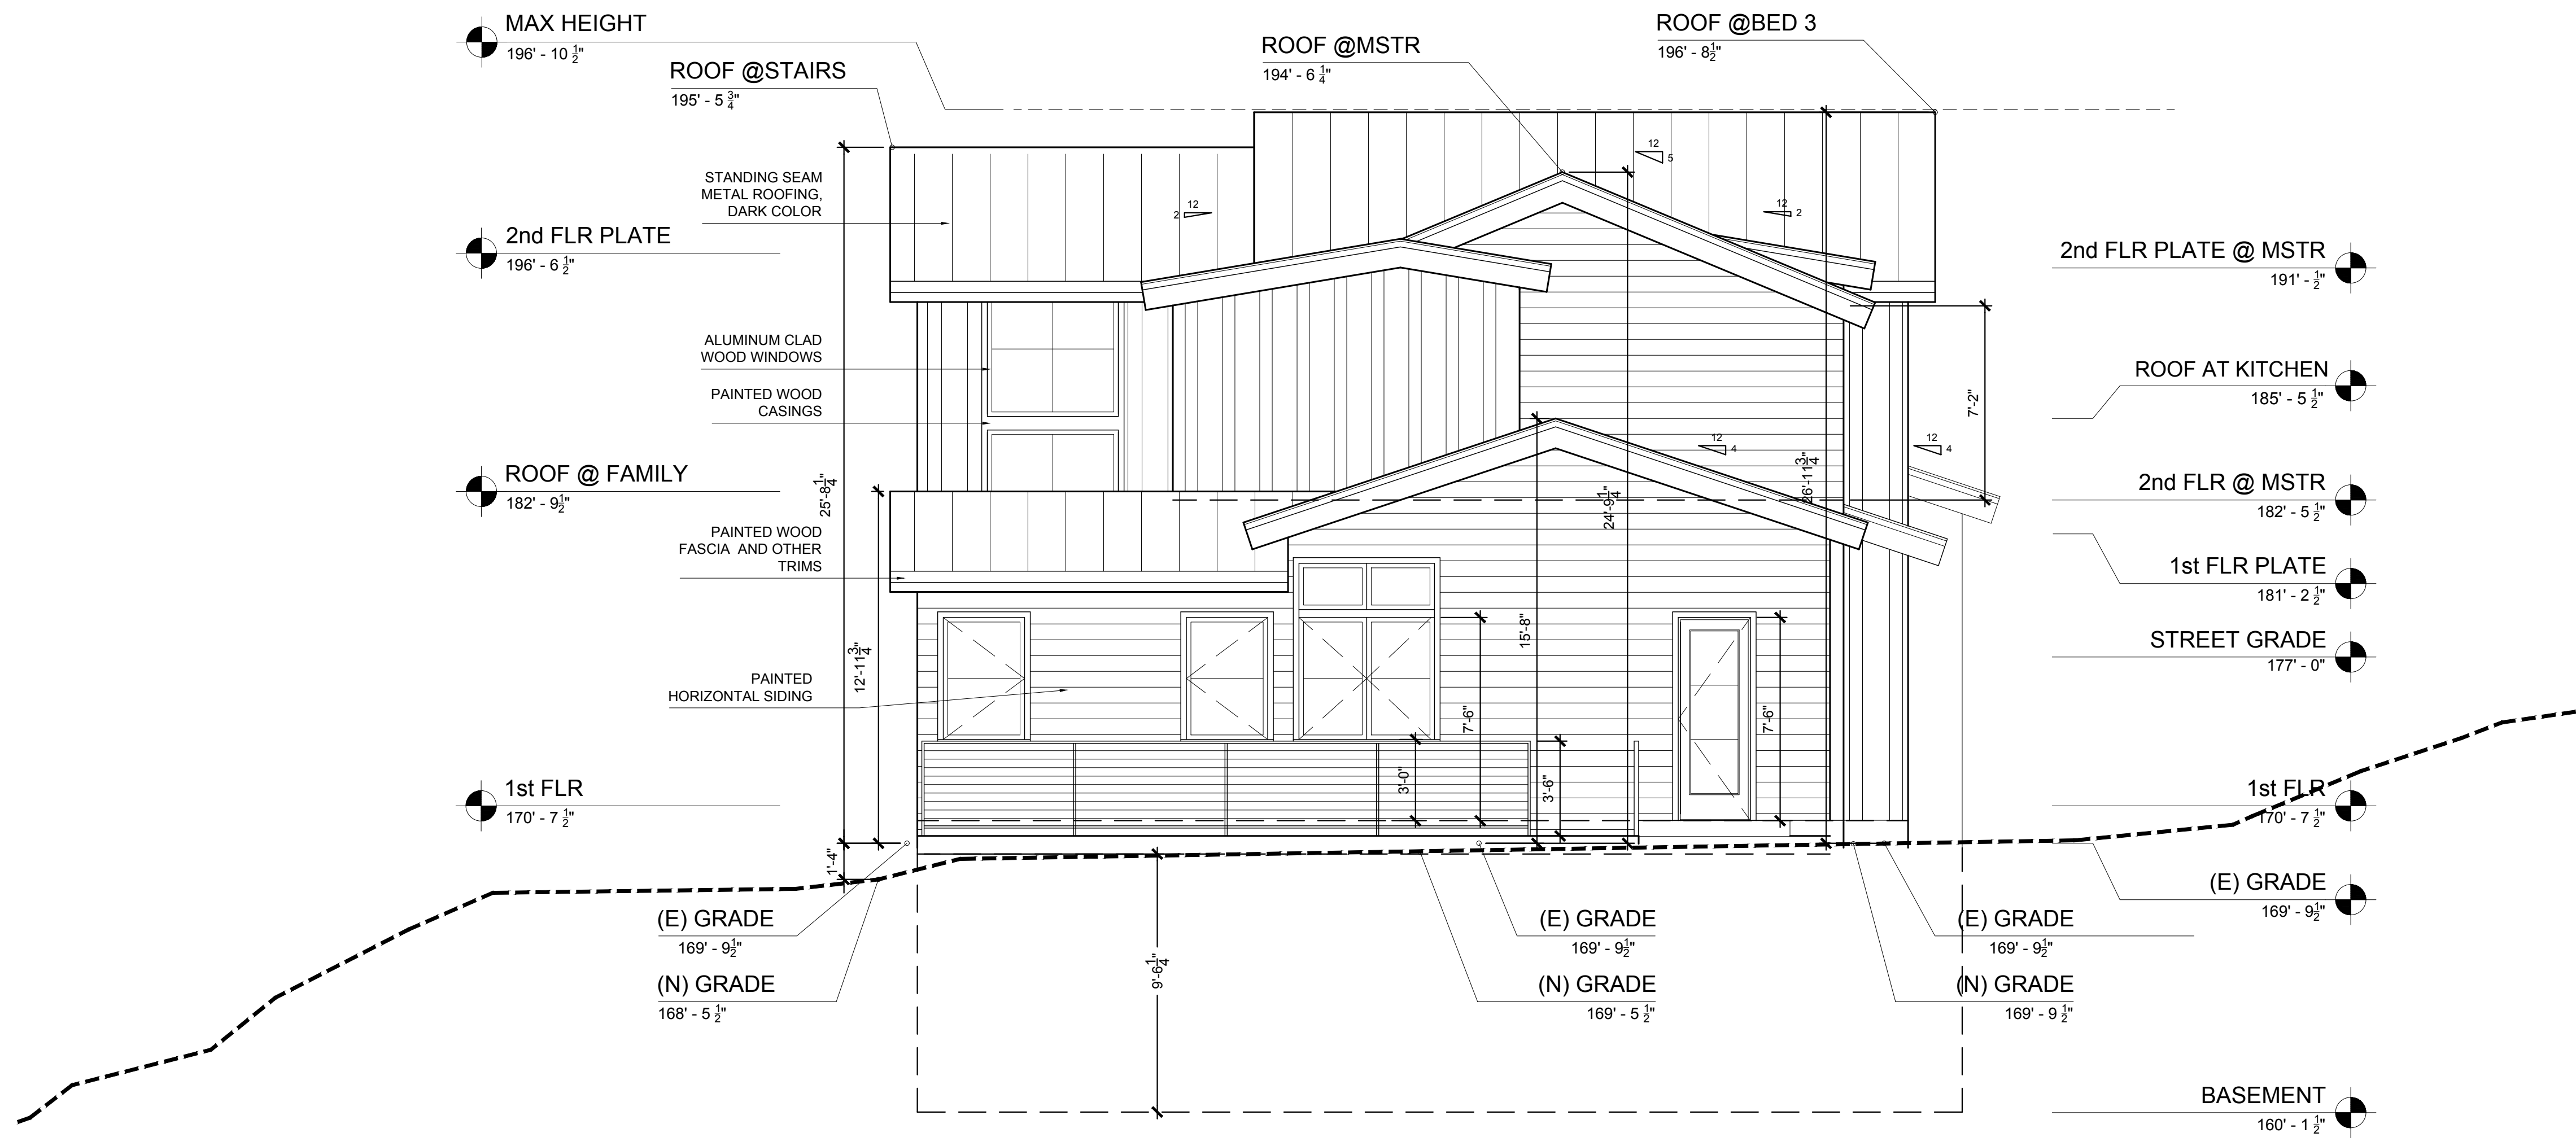 MAX HEIGHT
196' - 10 1/2"
ROOF @STAIRS
195' - 5 3/4"
ROOF @MSTR
194' - 6 1/4"
ROOF @BED 3
196' - 8 1/2"
STANDING SEAM
METAL ROOFING,
DARK COLOR
2nd FLR PLATE
196' - 6 1/2"
ALUMINUM CLAD
WOOD WINDOWS
PAINTED WOOD
CASINGS
ROOF @ FAMILY
182' - 9 1/2"
PAINTED WOOD
FASCIA AND OTHER
TRIMS
PAINTED
HORIZONTAL SIDING
1st FLR
170' - 7 1/2"
12
2
12
5
12
2
12
4
12
4
25'-8 1/4"
12'-11 3/4"
1'-4"
9'-6 1/4"
3'-0"
7'-6"
15'-8"
3'-6"
24'-9 1/4"
7'-6"
26'-11 3/4"
7'-2"
2nd FLR PLATE @ MSTR
191' - 1/2"
ROOF AT KITCHEN
185' - 5 1/2"
2nd FLR @ MSTR
182' - 5 1/2"
1st FLR PLATE
181' - 2 1/2"
STREET GRADE
177' - 0"
1st FLR
170' - 7 1/2"
(E) GRADE
169' - 9 1/2"
(E) GRADE
169' - 9 1/2"
(N) GRADE
168' - 5 1/2"
(E) GRADE
169' - 9 1/2"
(N) GRADE
169' - 5 1/2"
(E) GRADE
169' - 9 1/2"
(N) GRADE
169' - 9 1/2"
BASEMENT
160' - 1 1/2"